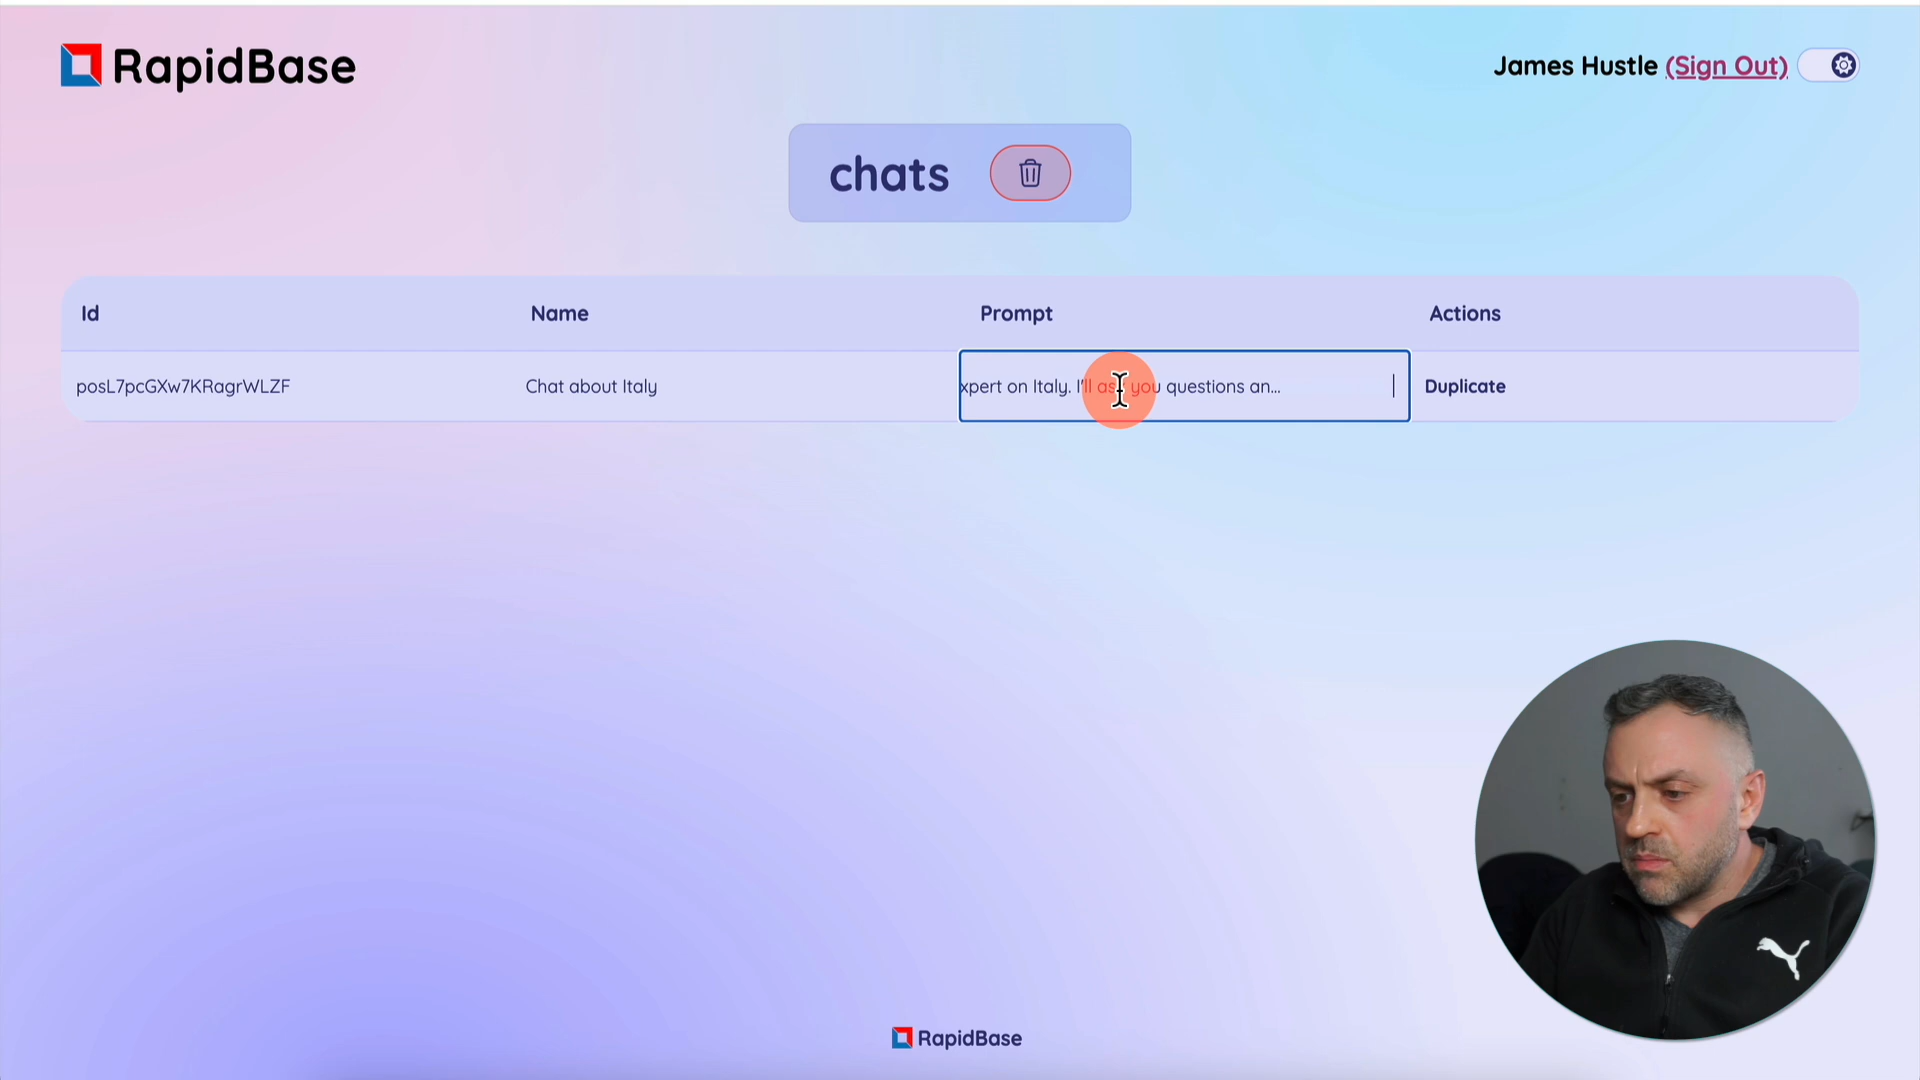 RapidBase
James Hustle (Sign Out)
chats
Id Name Prompt Actions
posL7pcGXw7KRagrWLZF Chat about Italy xpert on Italy. I'll ask you questions an... Duplicate
RapidBase